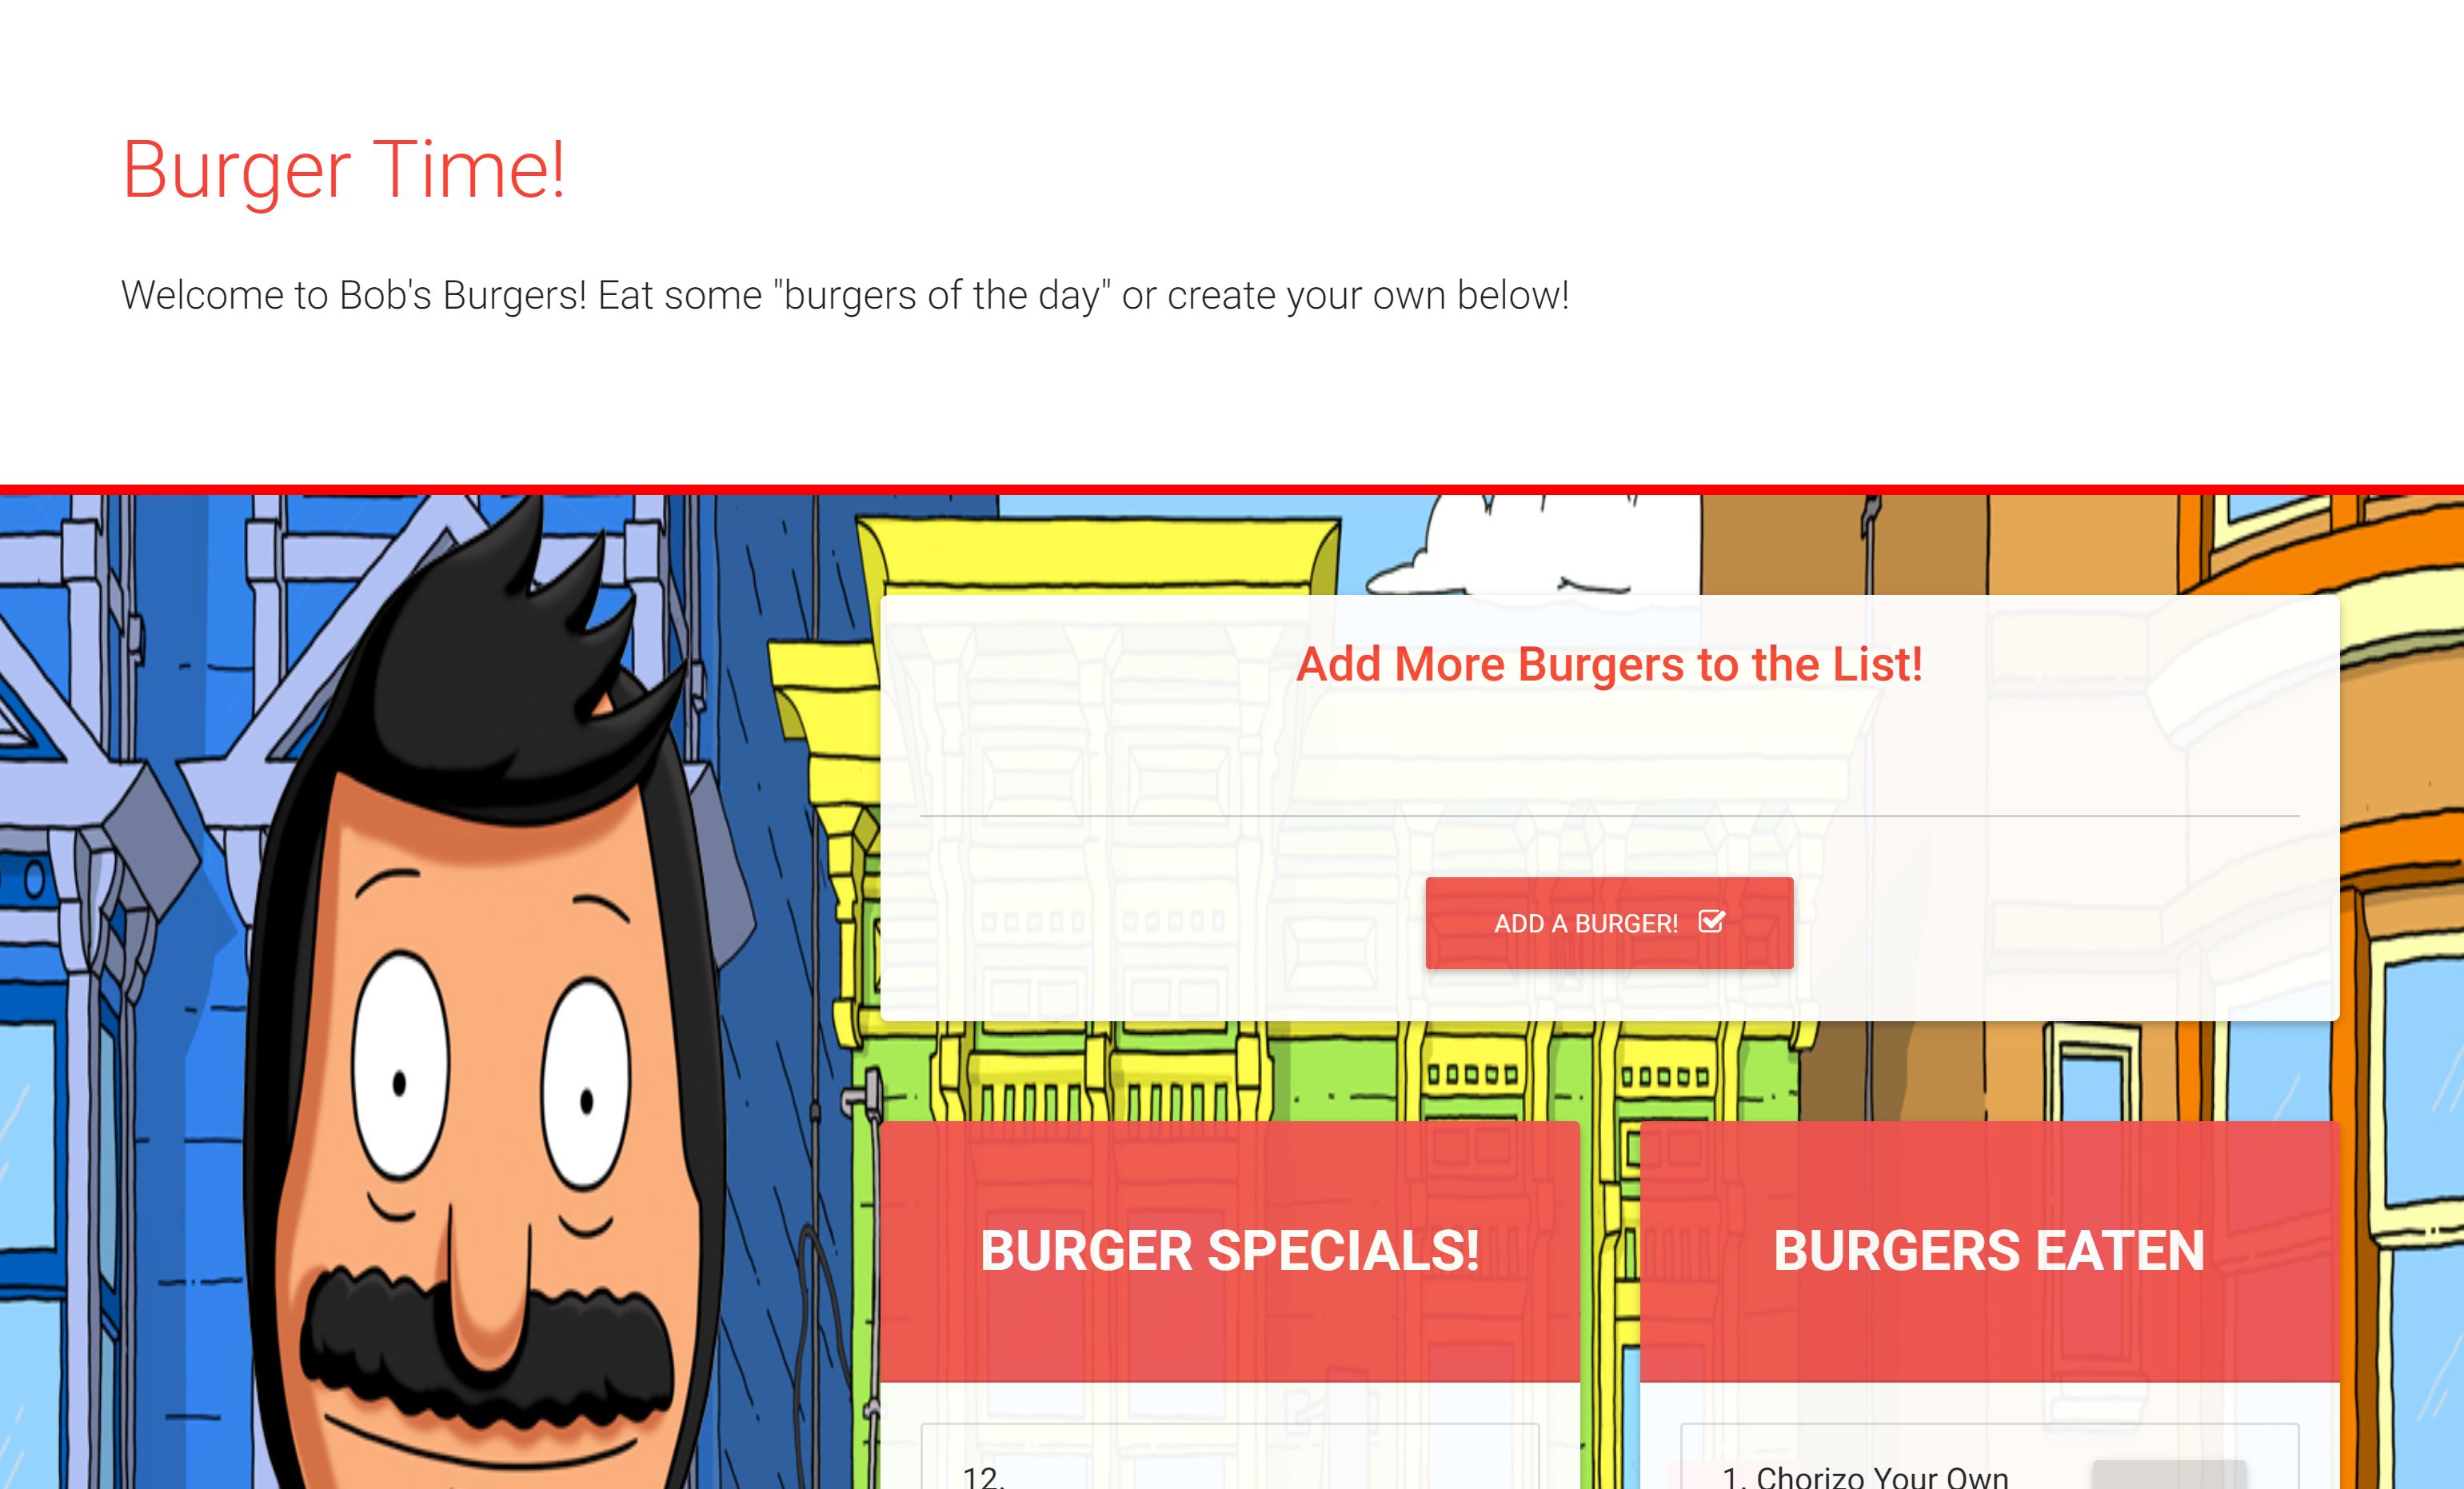 Burger Time!
Welcome to Bob's Burgers! Eat some "burgers of the day" or create your own below!
Add More Burgers to the List!
ADD A BURGER!
BURGER SPECIALS!
BURGERS EATEN
12.
1. Chorizo Your Own